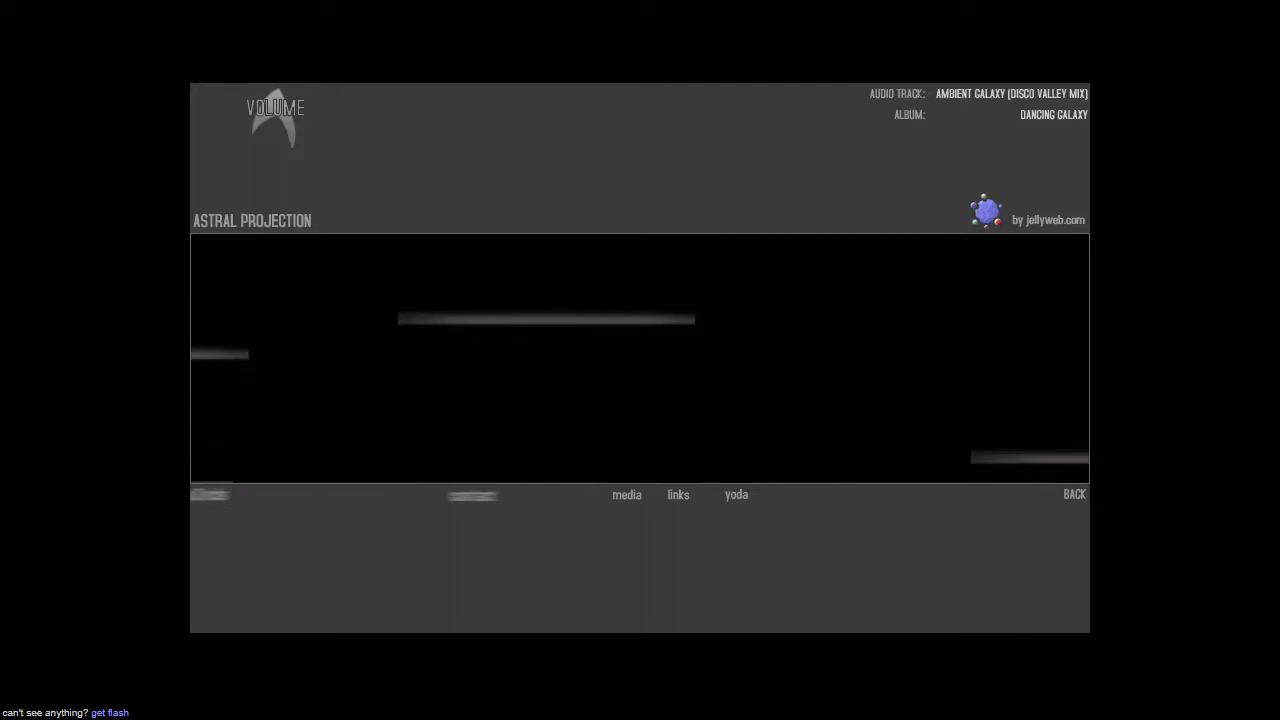 VOLUME
AUDIO TRACK: AMBIENT GALAXY (DISCO VALLEY MIX)
ALBUM: DANCING GALAXY
ASTRAL PROJECTION
by jellyweb.com
media links yoda BACK
can't see anything? get flash